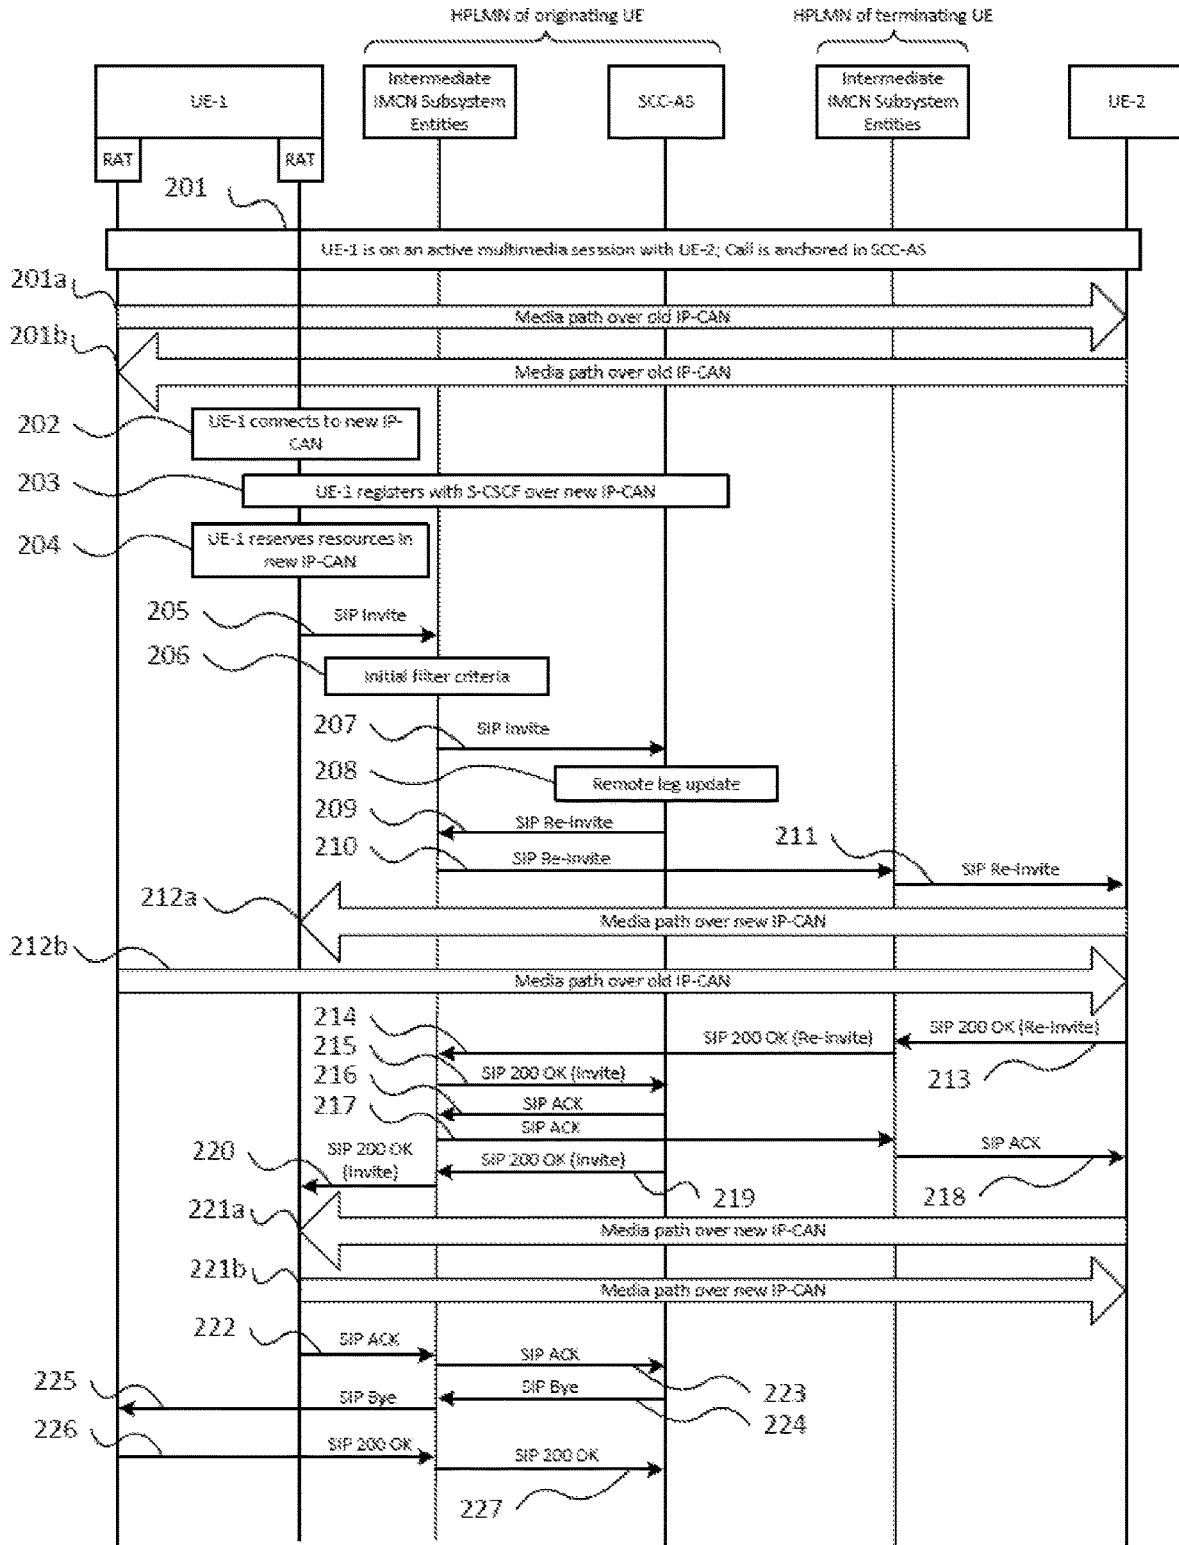 HPLMN of originating UE
HPLMN of terminating UE
UE-1
Intermediate
IMCN Subsystem
Entities
SCC-AS
Intermediate
IMCN Subsystem
Entities
UE-2
RAT
RAT
201
UE-1 is on an active multimedia sesssion with UE-2; Call is anchored in SCC-AS
201a
Media path over old IP-CAN
201b
Media path over old IP-CAN
202
UE-1 connects to new IP-
CAN
203
UE-1 registers with S-CSCF over new IP-CAN
204
UE-1 reserves resources in
new IP-CAN
205
SIP Invite
206
Initial filter criteria
207
SIP Invite
208
Remote leg update
209
SIP Re-Invite
210
SIP Re-Invite
211
SIP Re-Invite
212a
Media path over new IP-CAN
212b
Media path over old IP-CAN
214
SIP 200 OK (Re-Invite)
SIP 200 OK (Re-Invite)
213
215
SIP 200 OK (Invite)
216
SIP ACK
217
SIP ACK
SIP ACK
218
220
SIP 200 OK
(Invite)
SIP 200 OK (Invite)
219
221a
Media path over new IP-CAN
221b
Media path over new IP-CAN
222
SIP ACK
SIP ACK
223
225
SIP Bye
SIP Bye
224
226
SIP 200 OK
SIP 200 OK
227